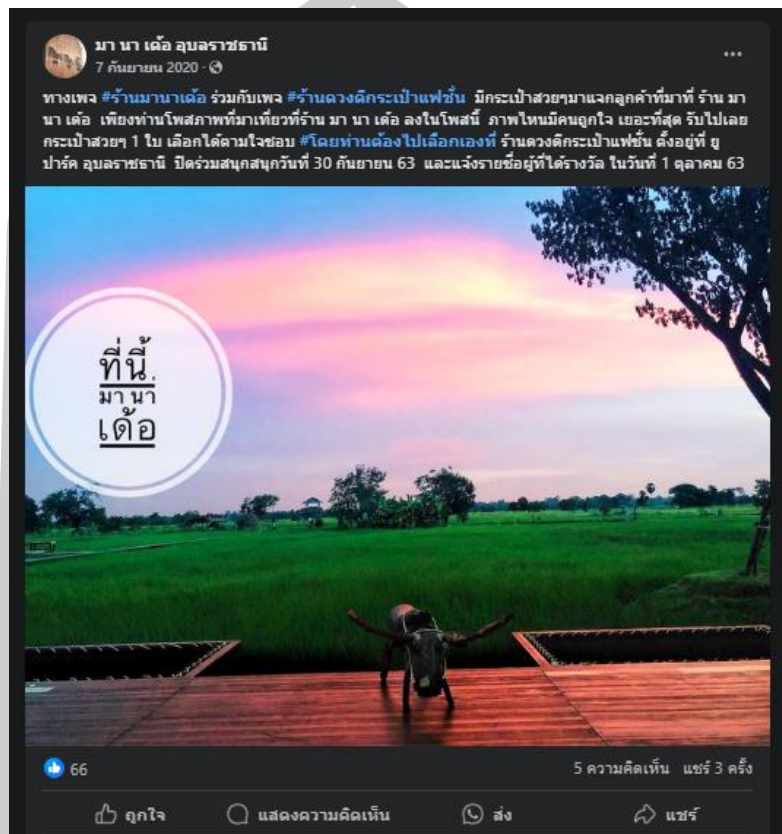 มา นา เด้อ อุบลราชธานี
7 กันยายน 2020
ทางเพจ #ร้านมานาเด้อ ร่วมกับเพจ #ร้านดวงดีกระเป๋าแฟชั่น มีกระเป๋าสวยๆมาแจกลูกค้าที่มาที่ ร้าน มา
นา เด้อ เพียงท่านโพสภาพที่มาเที่ยวที่ร้าน มา นา เด้อ ลงในโพสนี้ ภาพไหนมีคนถูกใจ เยอะที่สุด รับไปเลย
กระเป๋าสวยๆ 1 ใบ เลือกได้ตามใจชอบ #โดยท่านต้องไปเลือกเองที่ ร้านดวงดีกระเป๋าแฟชั่น ตั้งอยู่ที่ ยู
ปาร์ค อุบลราชธานี ปิดร่วมสนุกสนุกวันที่ 30 กันยายน 63 และแจ้งรายชื่อผู้ที่ได้รางวัล ในวันที่ 1 ตุลาคม 63
ที่นี้.
มา นา
เด้อ
66 5 ความคิดเห็น แชร์ 3 ครั้ง
ถูกใจ แสดงความคิดเห็น ส่ง แชร์